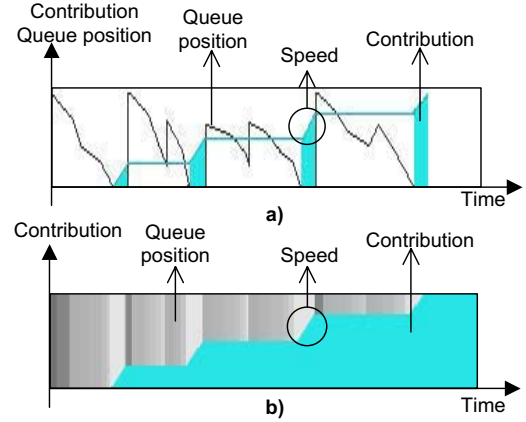 Contribution
Queue position
Queue
position
Speed
Contribution
Time
a)
Contribution
Queue
position
Speed
Contribution
Time
b)